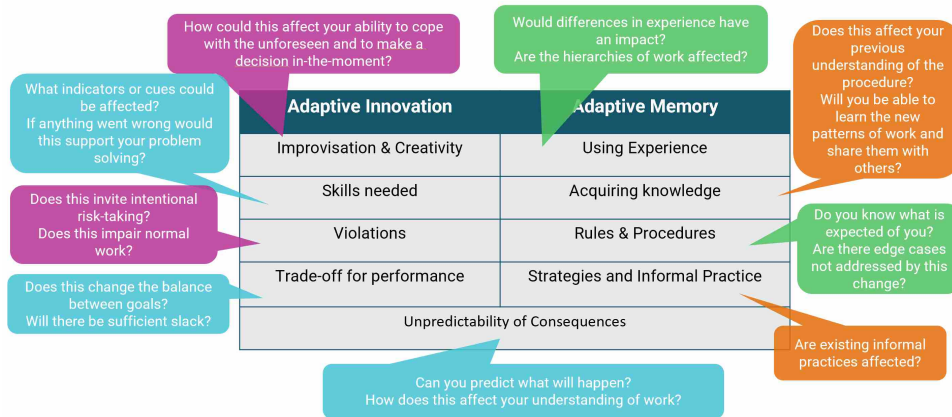 How could this affect your ability to cope
with the unforeseen and to make a
decision in-the-moment?
Would differences in experience have
an impact?
Are the hierarchies of work affected?
Does this affect your
previous
understanding of the
procedure?
Will you be able to
learn the new
patterns of work and
share them with
others?
What indicators or cues could
be affected?
If anything went wrong would
this support your problem
solving?
Adaptive Innovation
Adaptive Memory
Improvisation & Creativity
Using Experience
Skills needed
Acquiring knowledge
Does this invite intentional
risk-taking?
Does this impair normal
work?
Violations
Rules & Procedures
Do you know what is
expected of you?
Are there edge cases
not addressed by this
change?
Does this change the balance
between goals?
Will there be sufficient slack?
Trade-off for performance
Strategies and Informal Practice
Unpredictability of Consequences
Are existing informal
practices affected?
Can you predict what will happen?
How does this affect your understanding of work?